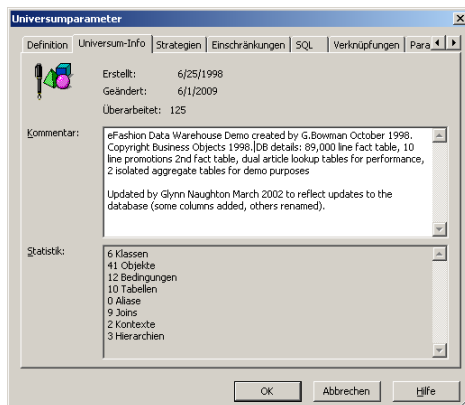 Universumparameter
Definition Universum-Info Strategien Einschränkungen SQL Verknüpfungen Para
Erstellt: 6/25/1998
Geändert: 6/1/2009
Überarbeitet: 125
Kommentar:
eFashion Data Warehouse Demo created by G.Bowman October 1998.
Copyright Business Objects 1998. DB details: 89,000 line fact table, 10
line promotions 2nd fact table, dual article lookup tables for performance,
2 isolated aggregate tables for demo purposes
Updated by Glynn Naughton March 2002 to reflect updates to the
database (some columns added, others renamed).
Statistik:
6 Klassen
41 Objekte
12 Bedingungen
10 Tabellen
0 Aliase
9 Joins
2 Kontexte
3 Hierarchien
OK Abbrechen Hilfe